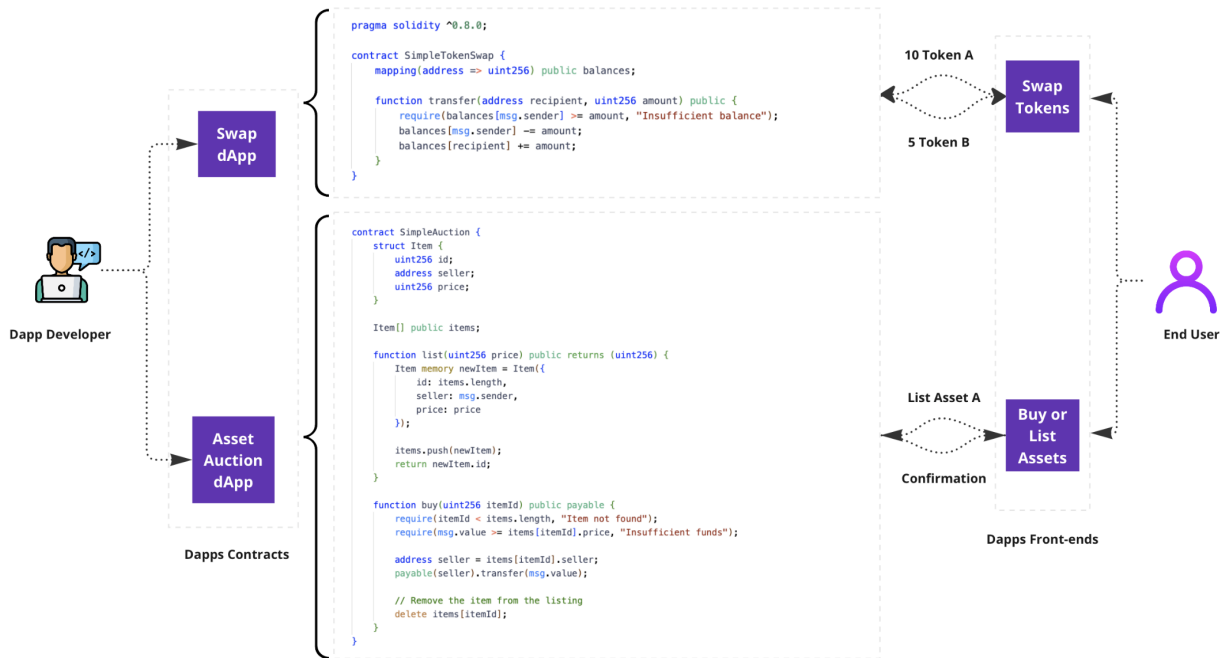 pragma solidity ^0.8.0;
contract SimpleTokenSwap {
mapping(address => uint256) public balances;
function transfer(address recipient, uint256 amount) public {
require(balances[msg.sender] >= amount, "Insufficient balance");
balances[msg.sender] -= amount;
balances[recipient] += amount;
}
}
10 Token A
5 Token B
Swap
Tokens
Swap
dApp
</>
Dapp Developer
Asset
Auction
dApp
Dapps Contracts
contract SimpleAuction {
struct Item {
uint256 id;
address seller;
uint256 price;
}
Item[] public items;
function list(uint256 price) public returns (uint256) {
Item memory newItem = Item({
id: items.length,
seller: msg.sender,
price: price
});
items.push(newItem);
return newItem.id;
}
function buy(uint256 itemId) public payable {
require(itemId < items.length, "Item not found");
require(msg.value >= items[itemId].price, "Insufficient funds");
address seller = items[itemId].seller;
payable(seller).transfer(msg.value);
// Remove the item from the listing
delete items[itemId];
}
}
List Asset A
Confirmation
Buy or
List
Assets
Dapps Front-ends
End User